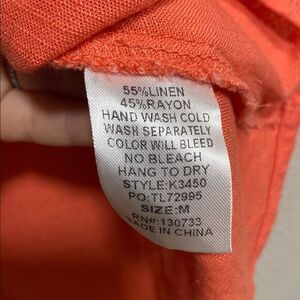 55%LINEN
45%RAYON
HAND WASH COLD
WASH SEPARATELY
COLOR WILL BLEED
NO BLEACH
HANG TO DRY
STYLE:K3450
PO:TL72995
SIZE:M
RN#:130733
MADE IN CHINA